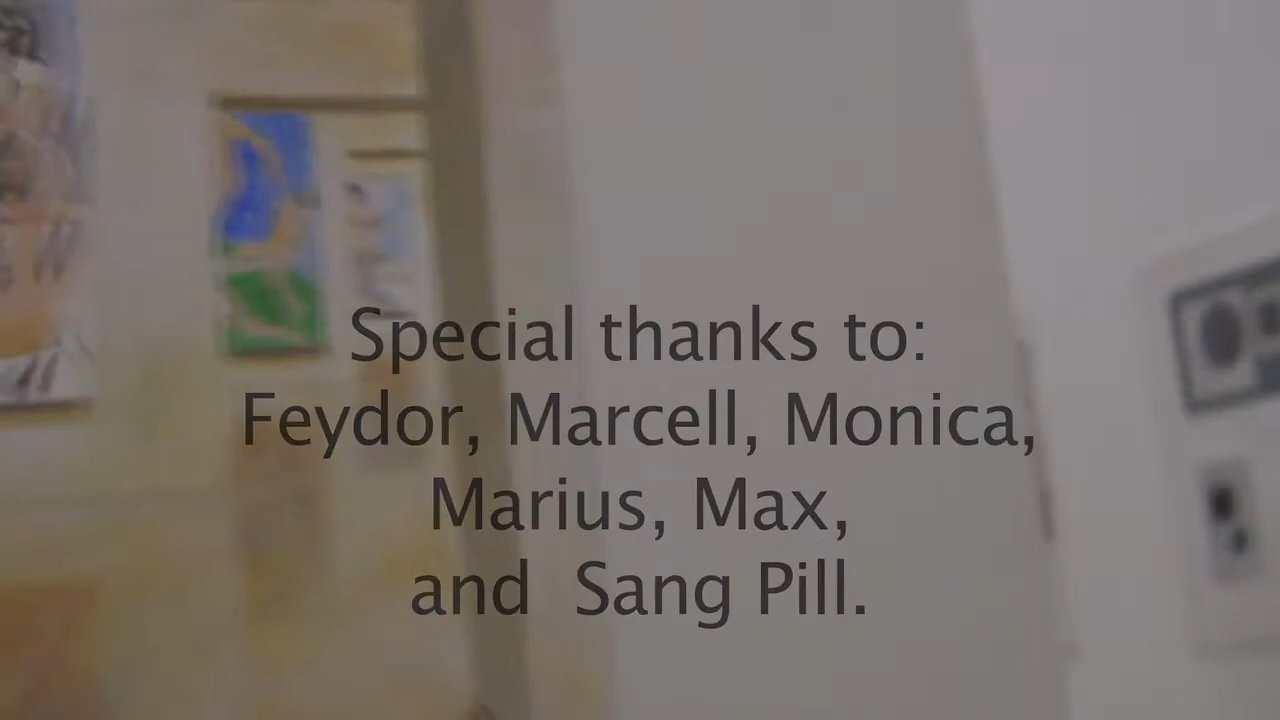 Special thanks to:
Feydor, Marcell, Monica,
Marius, Max,
and Sang Pill.